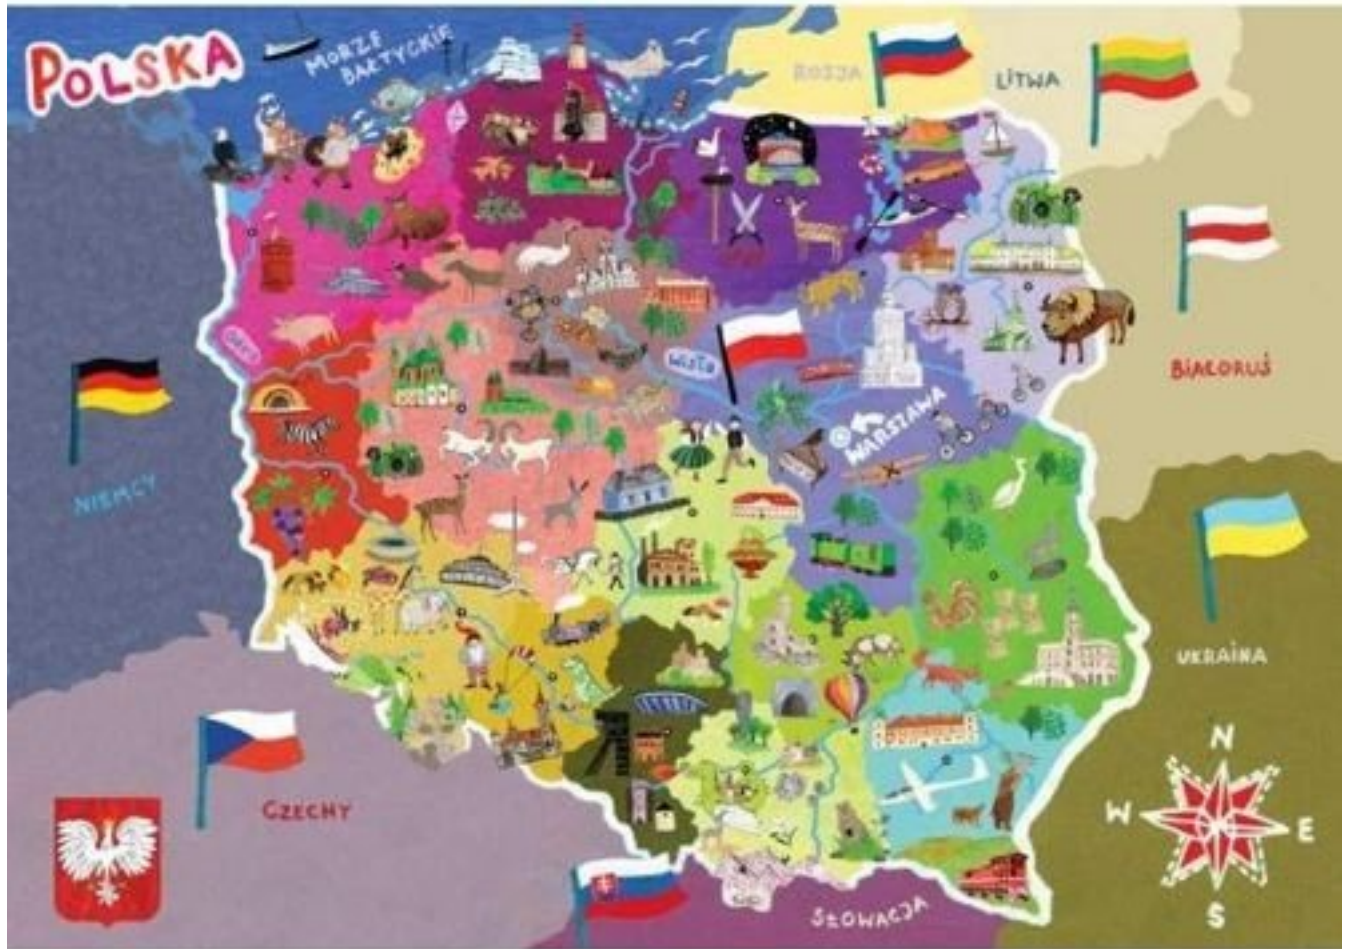 POLSKA
MORZE
BAŁTYCKIE
ROSJA
LITWA
BIAŁORUŚ
WISŁA
WARSZAWA
NIEMCY
UKRAINA
CZECHY
SŁOWACJA
N
W
E
S